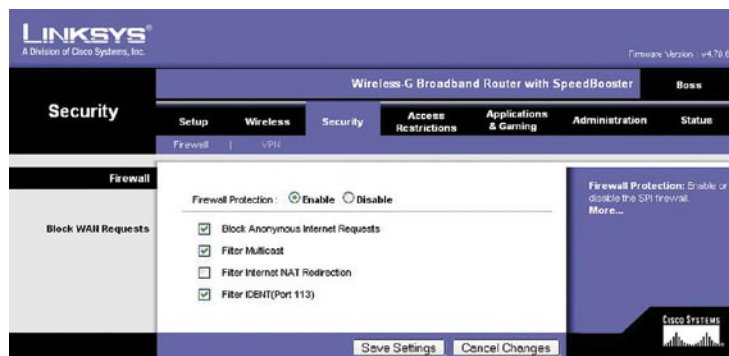 LINKSYS®
A Division of Cisco Systems, Inc.
Firmware Version : v4.70.6
Wireless-G Broadband Router with SpeedBooster
Boss
Security
Setup
Wireless
Security
Access Restrictions
Applications & Gaming
Administration
Status
Firewall | VPN
Firewall
Firewall Protection : Enable Disable
Block WAN Requests
Block Anonymous Internet Requests
Filter Multicast
Filter Internet NAT Redirection
Filter IDENT(Port 113)
Firewall Protection: Enable or
disable the SPI firewall.
More...
CISCO SYSTEMS
Save Settings
Cancel Changes